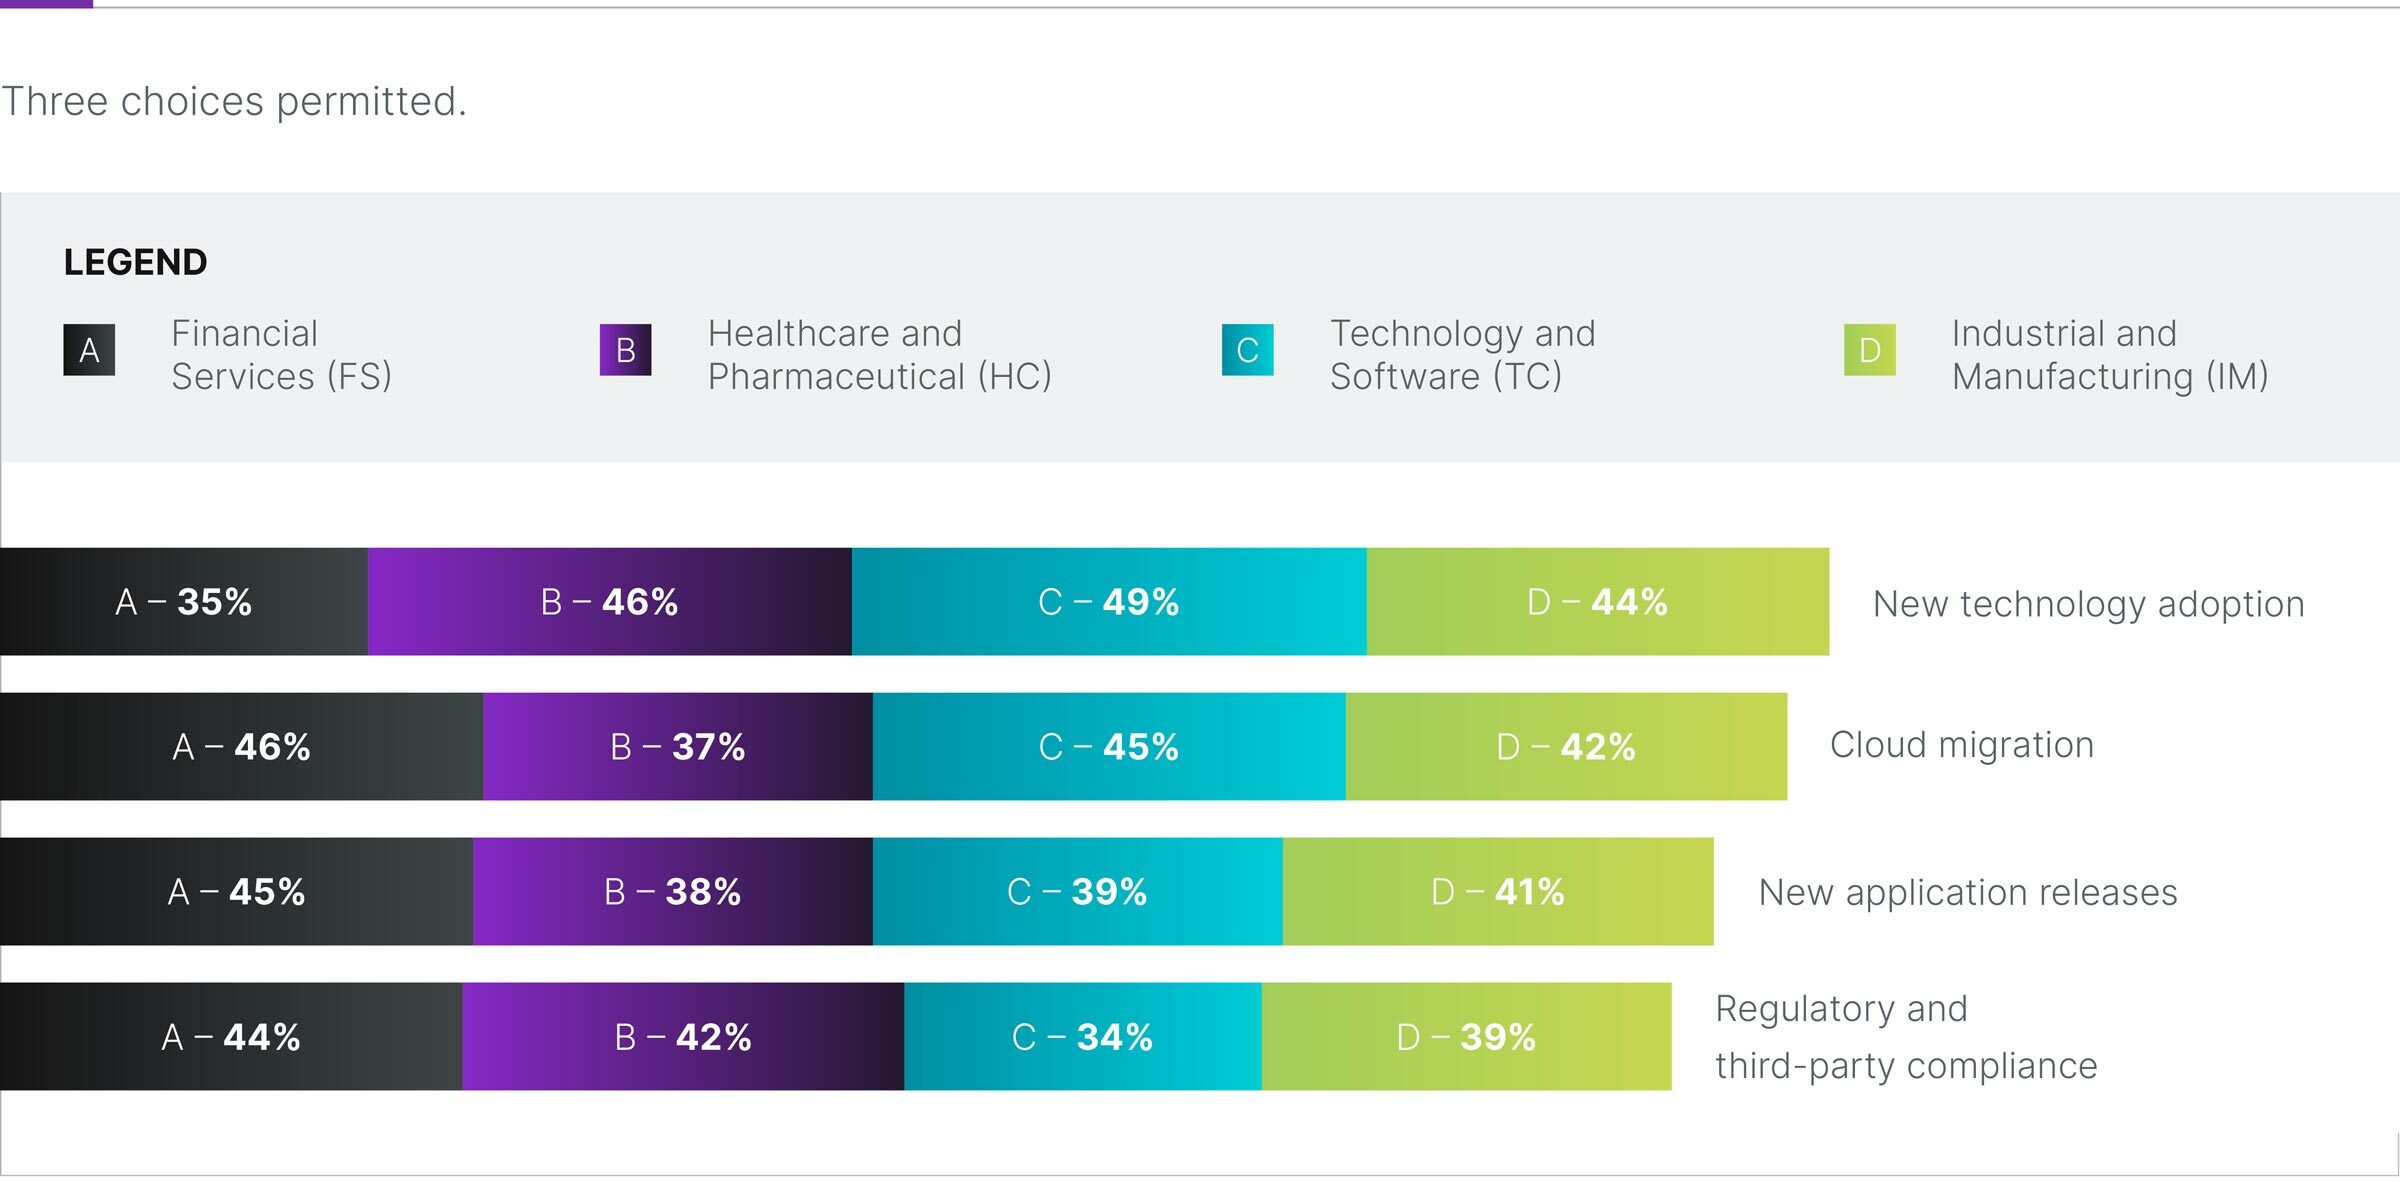 Three choices permitted.
LEGEND
A
Financial
Services (FS)
B
Healthcare and
Pharmaceutical (HC)
C
Technology and
Software (TC)
D
Industrial and
Manufacturing (IM)
A – 35% B – 46% C – 49% D – 44% New technology adoption
A – 46% B – 37% C – 45% D – 42% Cloud migration
A – 45% B – 38% C – 39% D – 41% New application releases
A – 44% B – 42% C – 34% D – 39% Regulatory and
third-party compliance